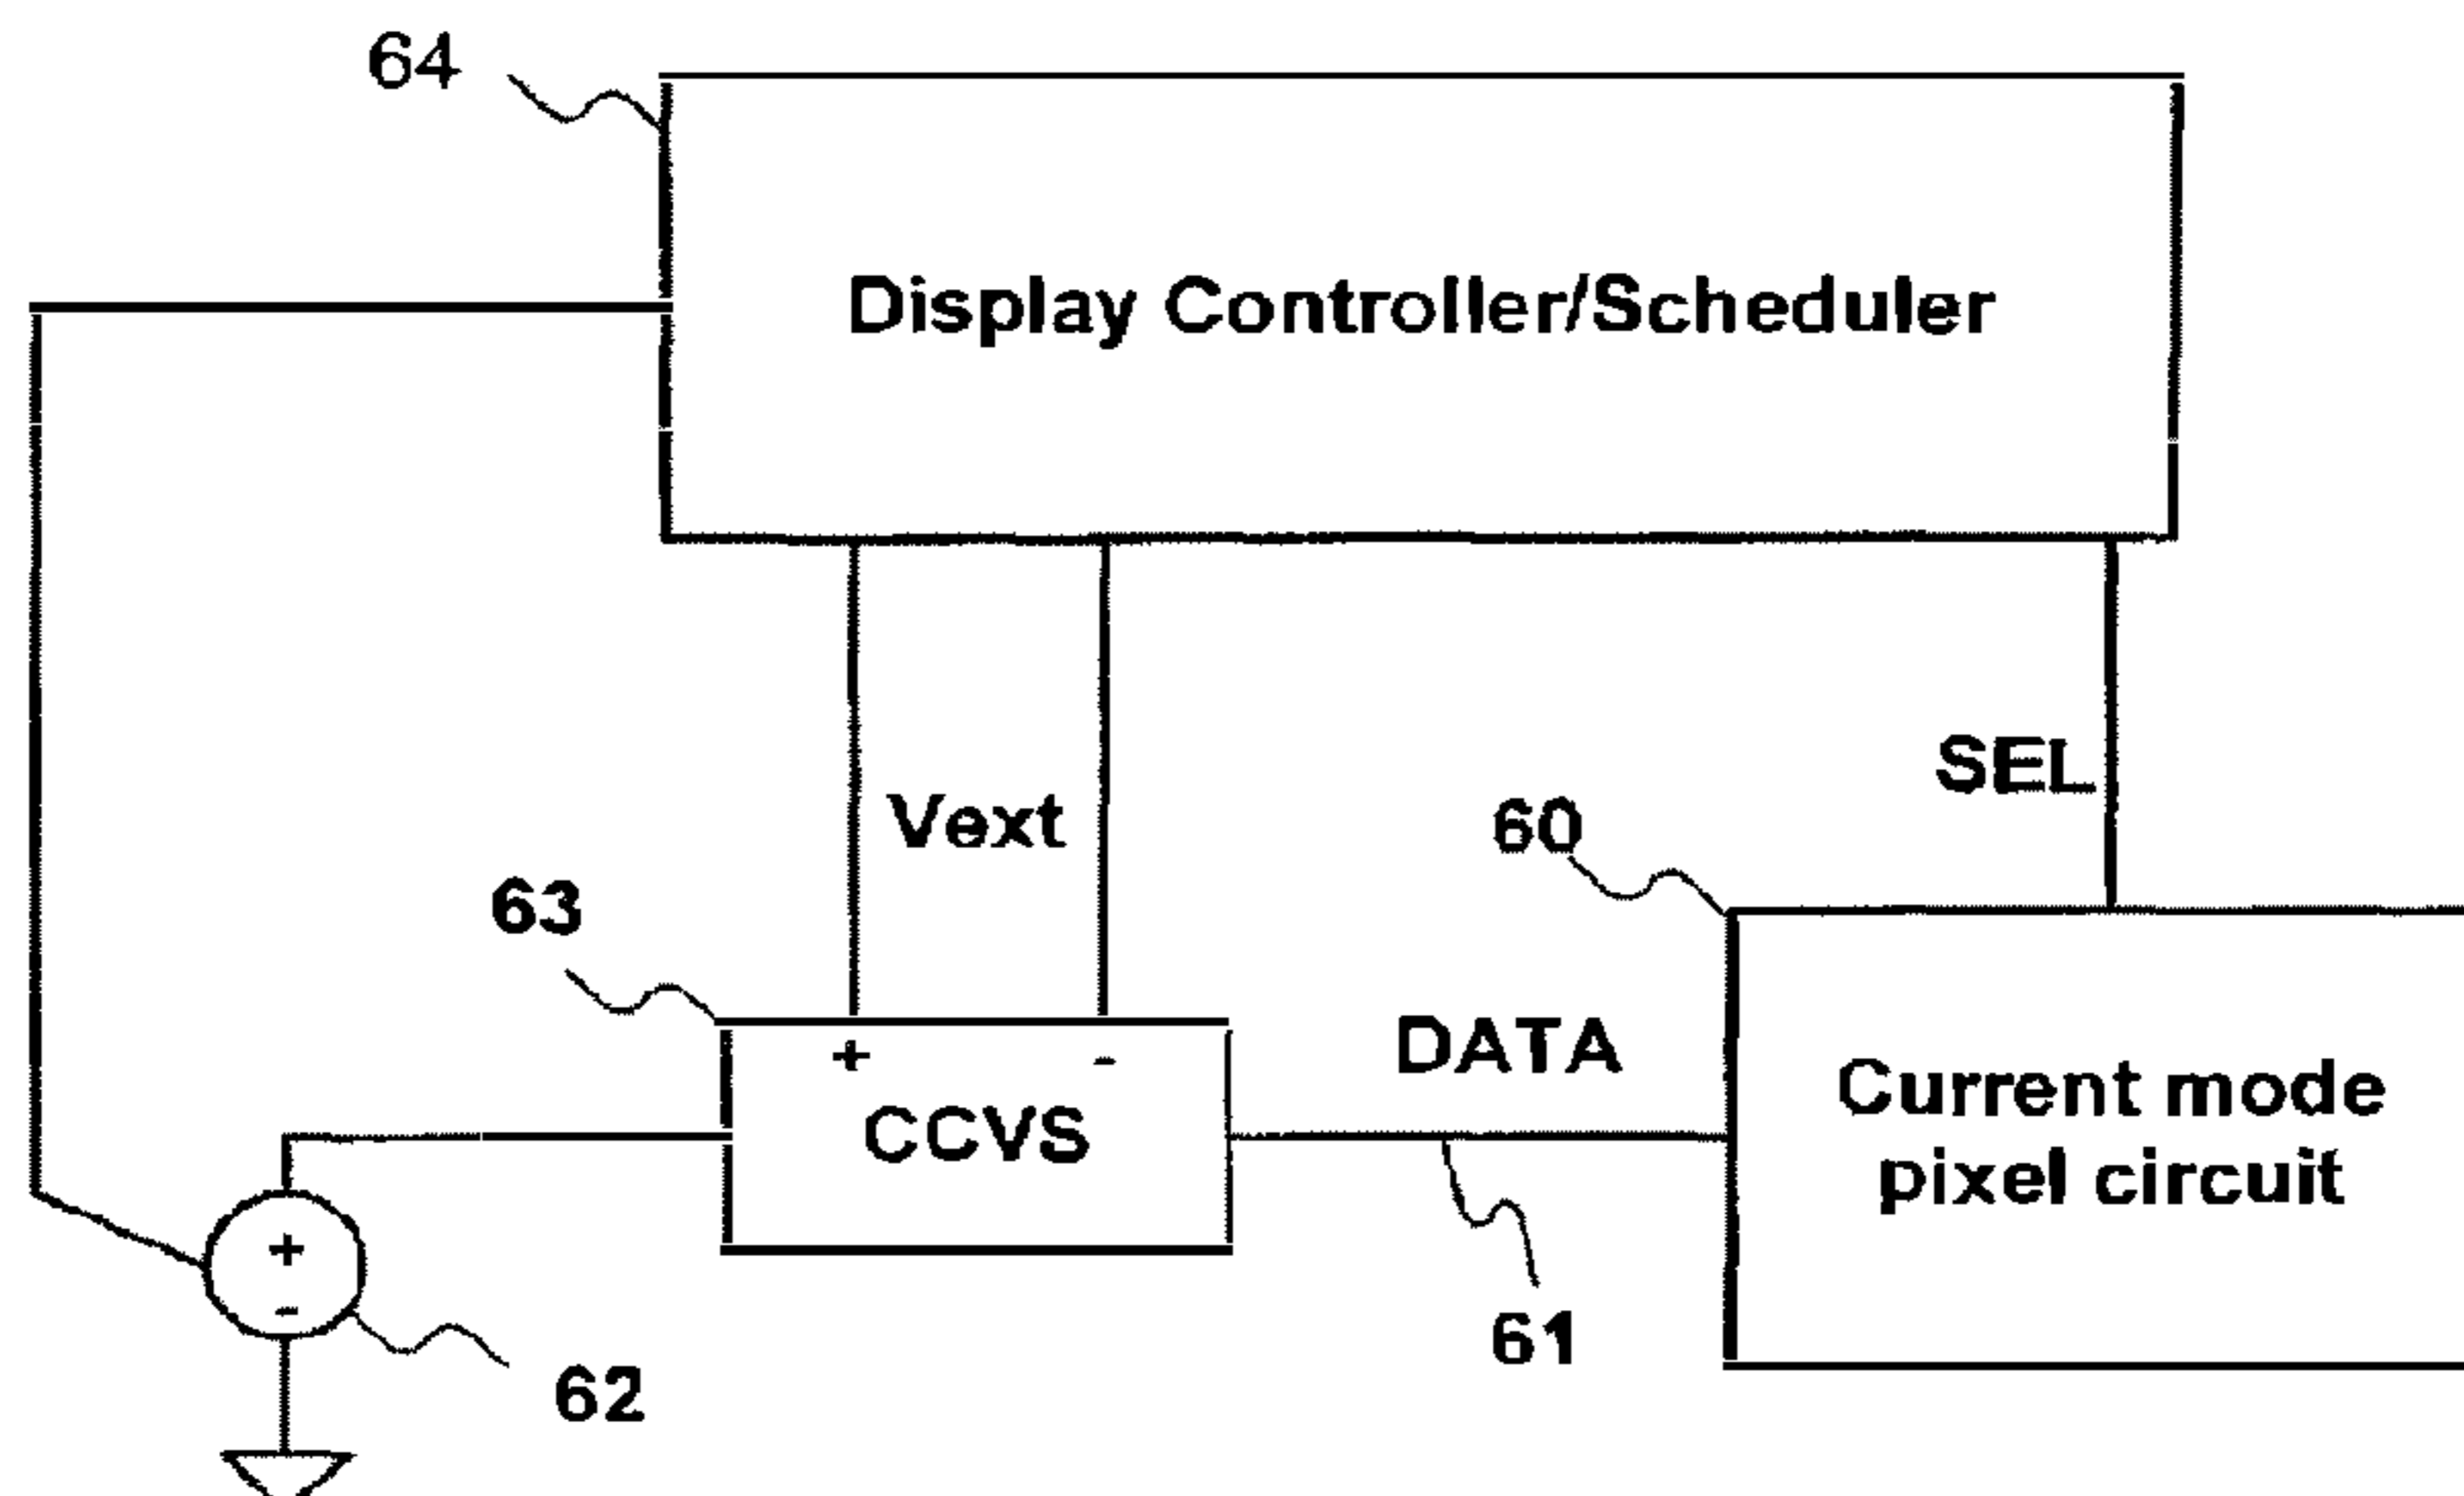 64
Display Controller/Scheduler
SEL
Vext
60
63
DATA
+ -
CCVS
Current mode
pixel circuit
+
-
61
62